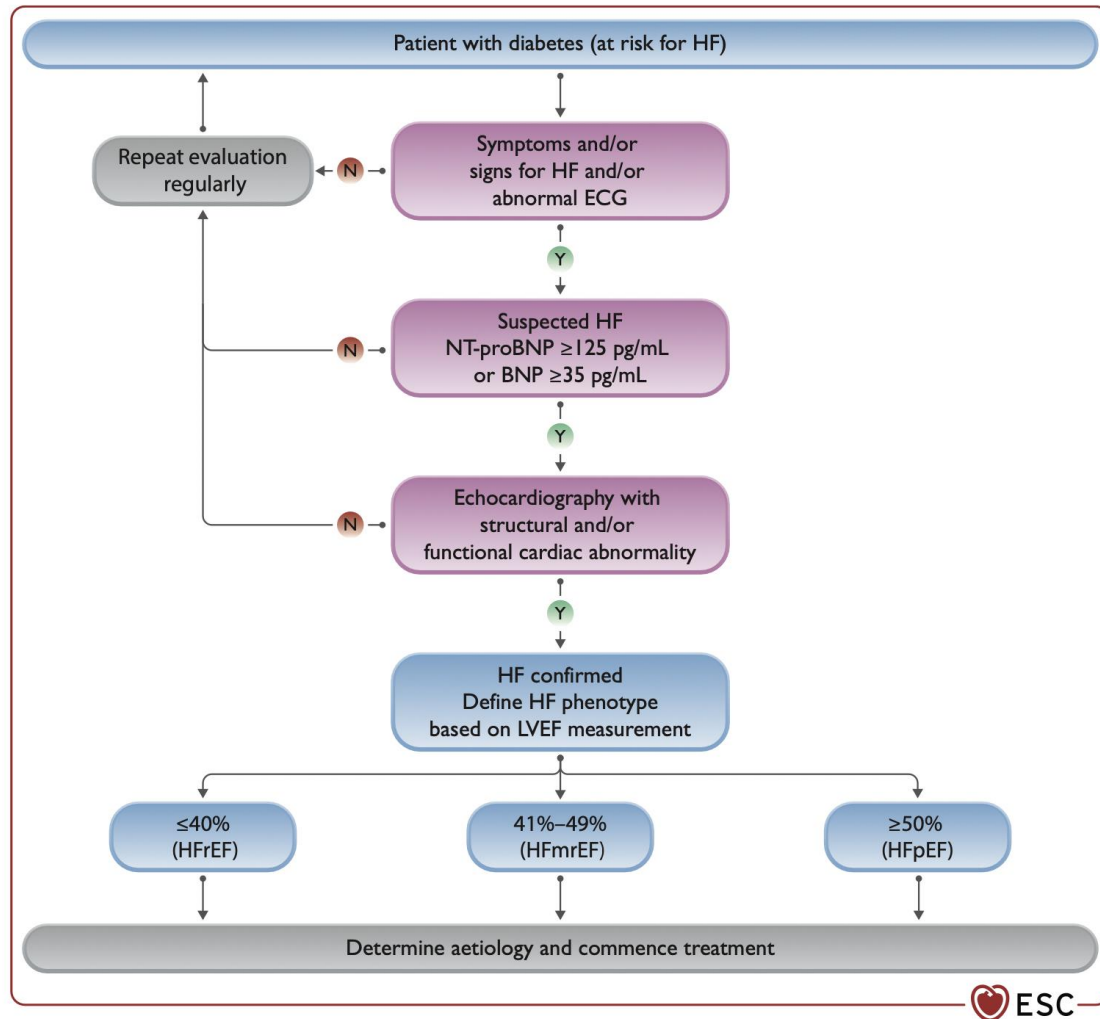 Patient with diabetes (at risk for HF)
Symptoms and/or
signs for HF and/or
abnormal ECG
N
Repeat evaluation
regularly
Y
Suspected HF
NT-proBNP ≥125 pg/mL
or BNP ≥35 pg/mL
N
Y
Echocardiography with
structural and/or
functional cardiac abnormality
N
Y
HF confirmed
Define HF phenotype
based on LVEF measurement
≤40%
(HFrEF)
41%–49%
(HFmrEF)
≥50%
(HFpEF)
Determine aetiology and commence treatment
ESC